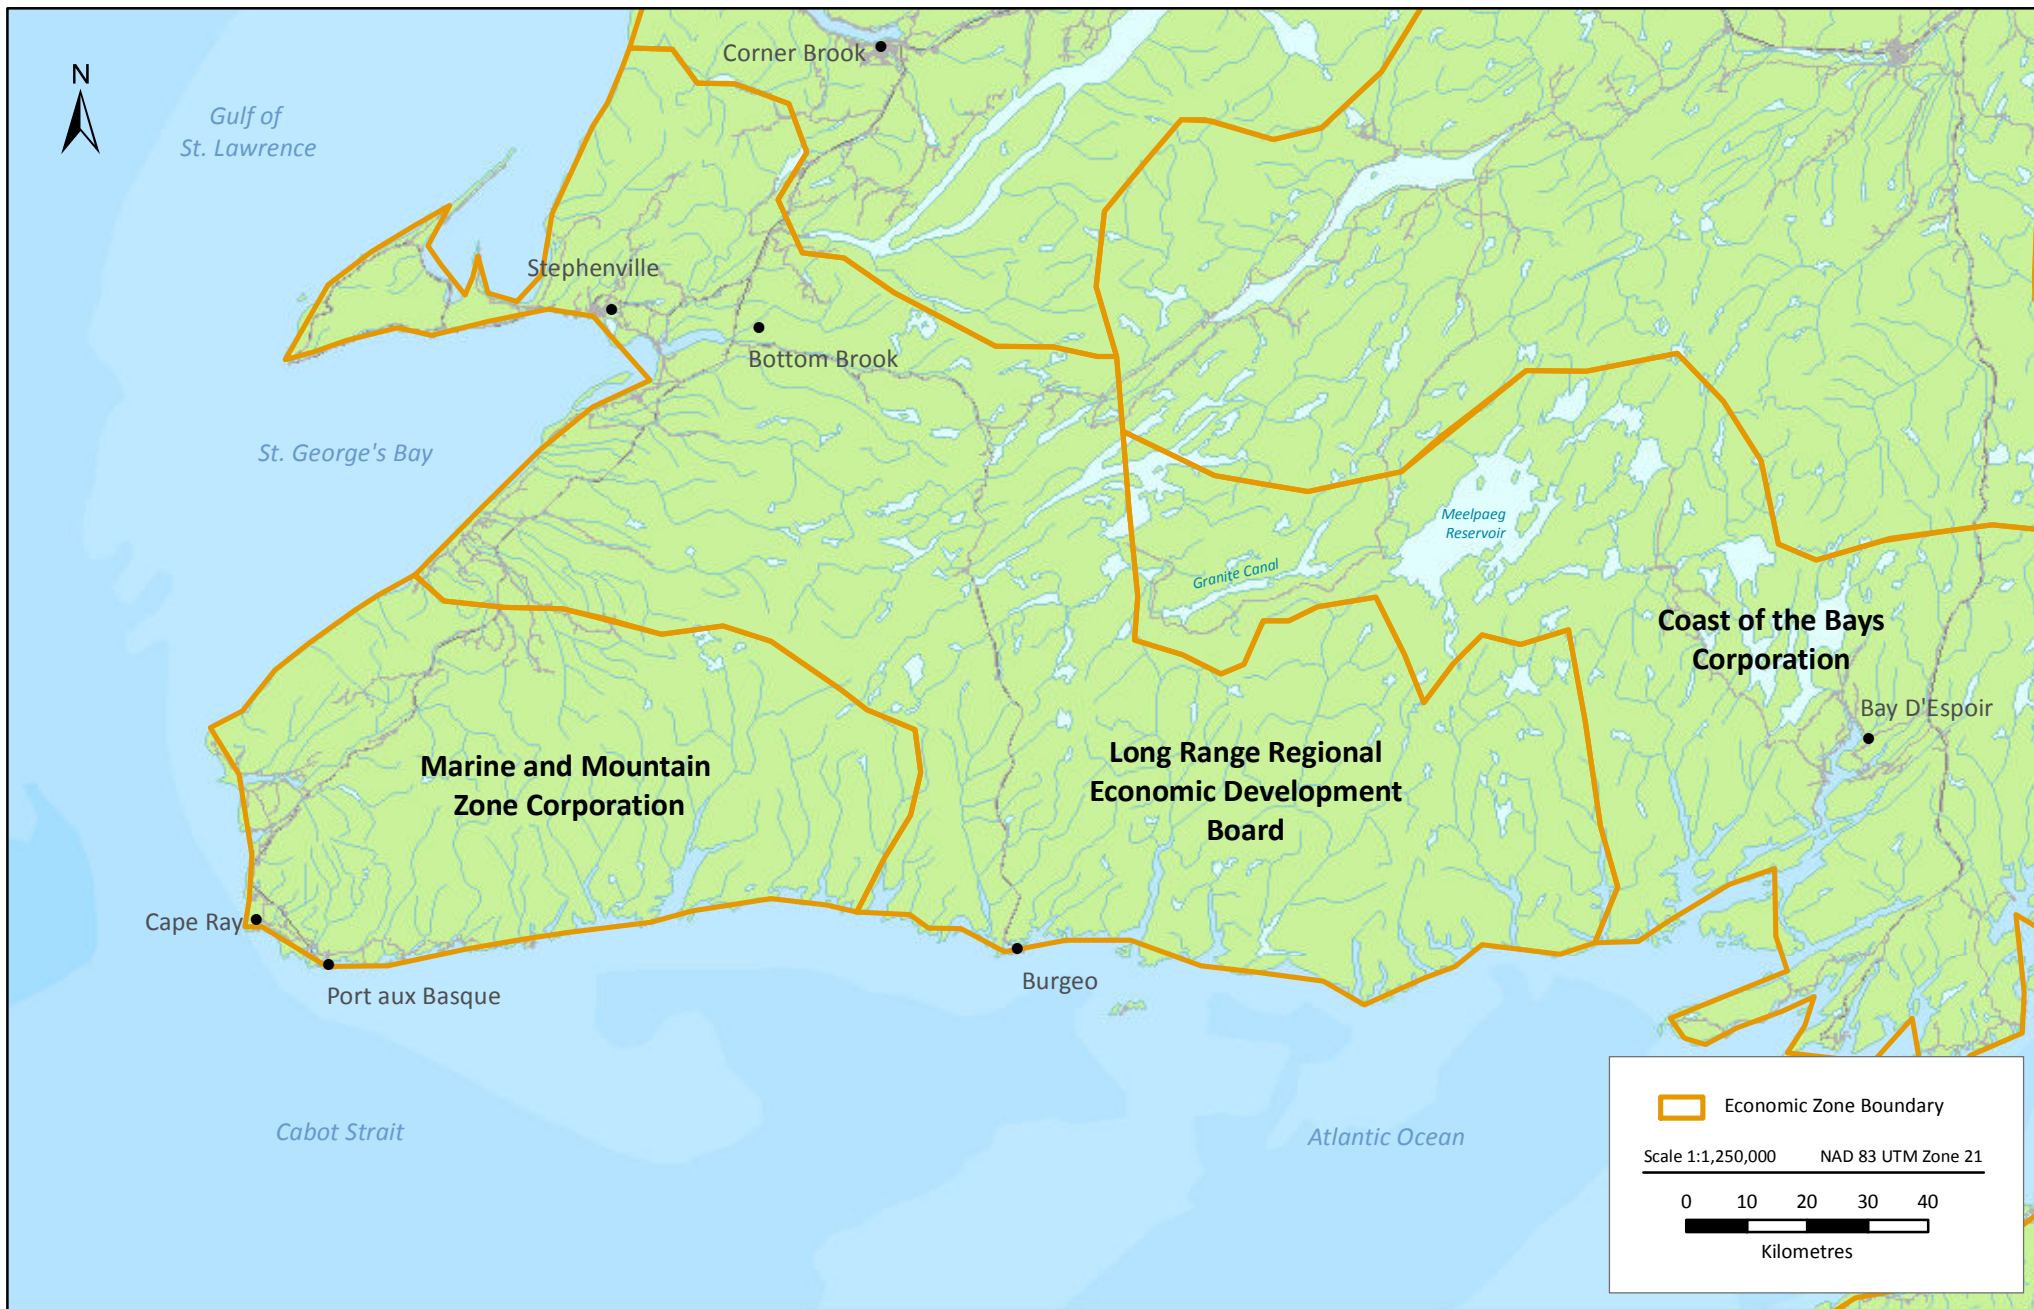 Corner Brook
N
Gulf of
St. Lawrence
Stephenville
Bottom Brook
St. George's Bay
Meelpaeg
Reservoir
Granite Canal
Coast of the Bays
Corporation
Bay D'Espoir
Marine and Mountain
Zone Corporation
Long Range Regional
Economic Development
Board
Cape Ray
Port aux Basque
Burgeo
Cabot Strait
Atlantic Ocean
Economic Zone Boundary
Scale 1:1,250,000 NAD 83 UTM Zone 21
0 10 20 30 40
Kilometres